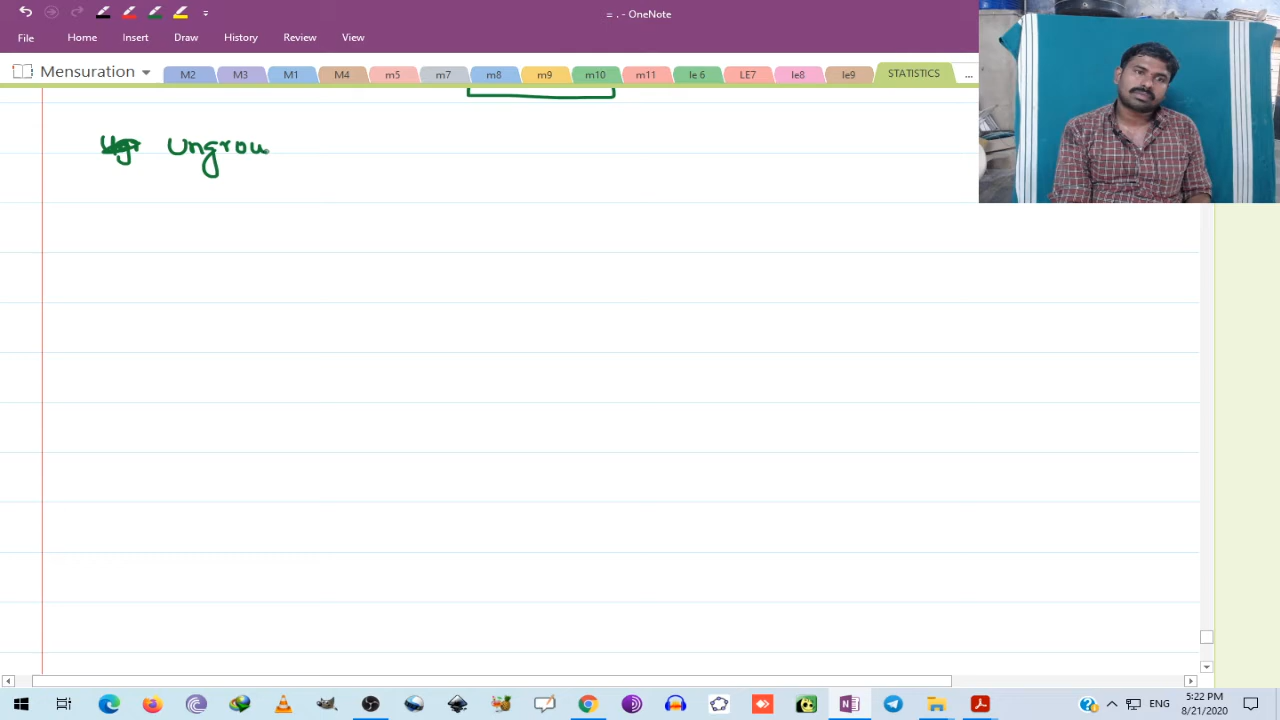 = . - OneNote
File Home Insert Draw History Review View
Mensuration M2 M3 M1 M4 m5 m7 m8 m9 m10 m11 le 6 LE7 le8 le9 STATISTICS ...
Ungrou
5:22 PM
ENG
8/21/2020